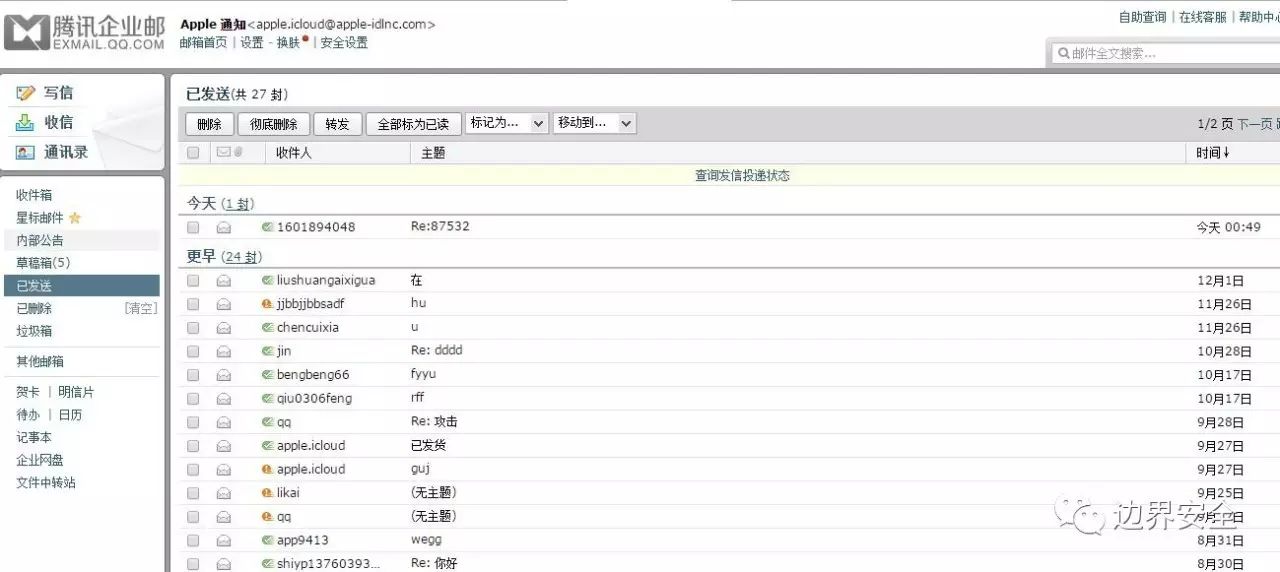 腾讯企业邮
EXMAIL.QQ.COM
Apple 通知<apple.icloud@apple-idlnc.com>
邮箱首页 | 设置 - 换肤 | 安全设置
自助查询 | 在线客服 | 帮助中心
邮件全文搜索...
写信
收信
通讯录
收件箱
星标邮件
内部公告
草稿箱(5)
已发送
已删除 [清空]
垃圾箱
其他邮箱
贺卡 | 明信片
待办 | 日历
记事本
企业网盘
文件中转站
已发送(共 27 封)
删除 彻底删除 转发 全部标为已读 标记为... 移动到...
1/2 页 下一页
收件人 主题 时间↓
查询发信投递状态
今天 (1 封)
1601894048 Re:87532 今天 00:49
更早 (24 封)
liushuangaixigua 在 12月1日
jjbbjjbbsadf hu 11月26日
chencuixia u 11月26日
jin Re: dddd 10月28日
bengbeng66 fyyu 10月17日
qiu0306feng rff 10月17日
qq Re: 攻击 9月28日
apple.icloud 已发货 9月27日
apple.icloud guj 9月27日
likai (无主题) 9月25日
qq (无主题)
app9413 wegg 8月31日
shiyp13760393... Re: 你好 8月30日
边界安全